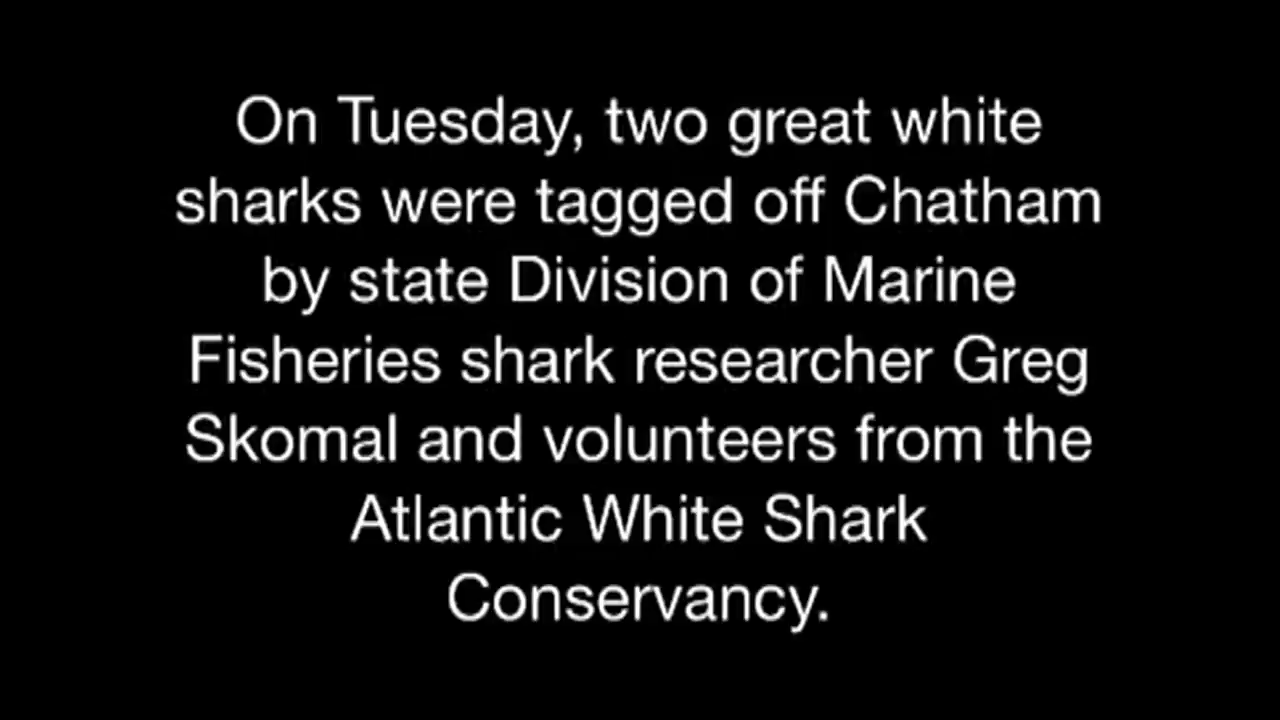 On Tuesday, two great white
sharks were tagged off Chatham
by state Division of Marine
Fisheries shark researcher Greg
Skomal and volunteers from the
Atlantic White Shark
Conservancy.